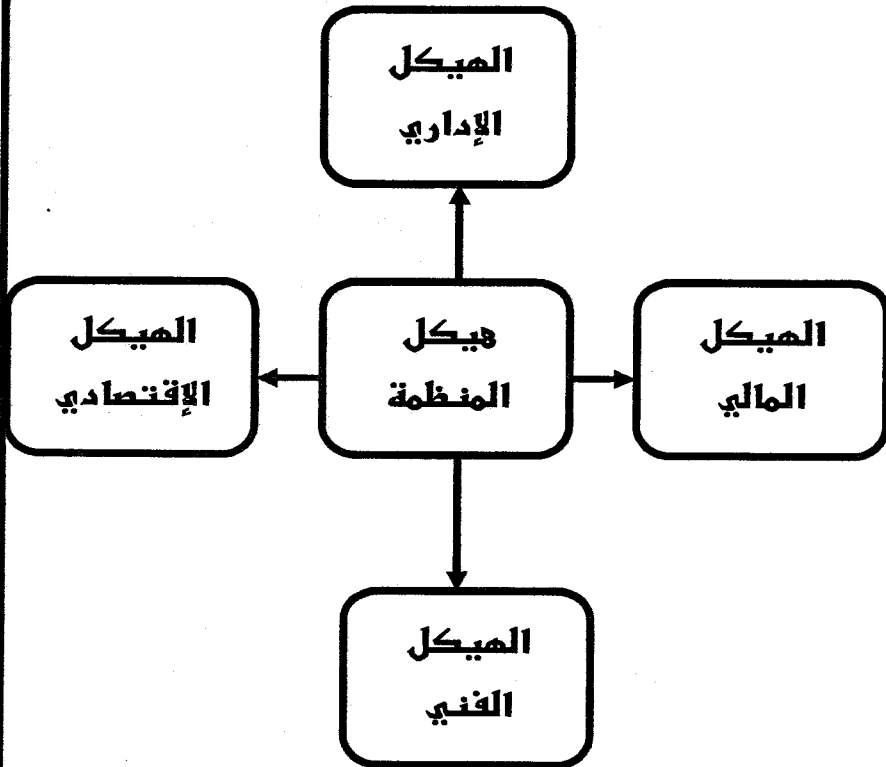 الهيكل
الإداري
الهيكل
المالي
هيكل
المنظمة
الهيكل
الإقتصادي
الهيكل
الفني